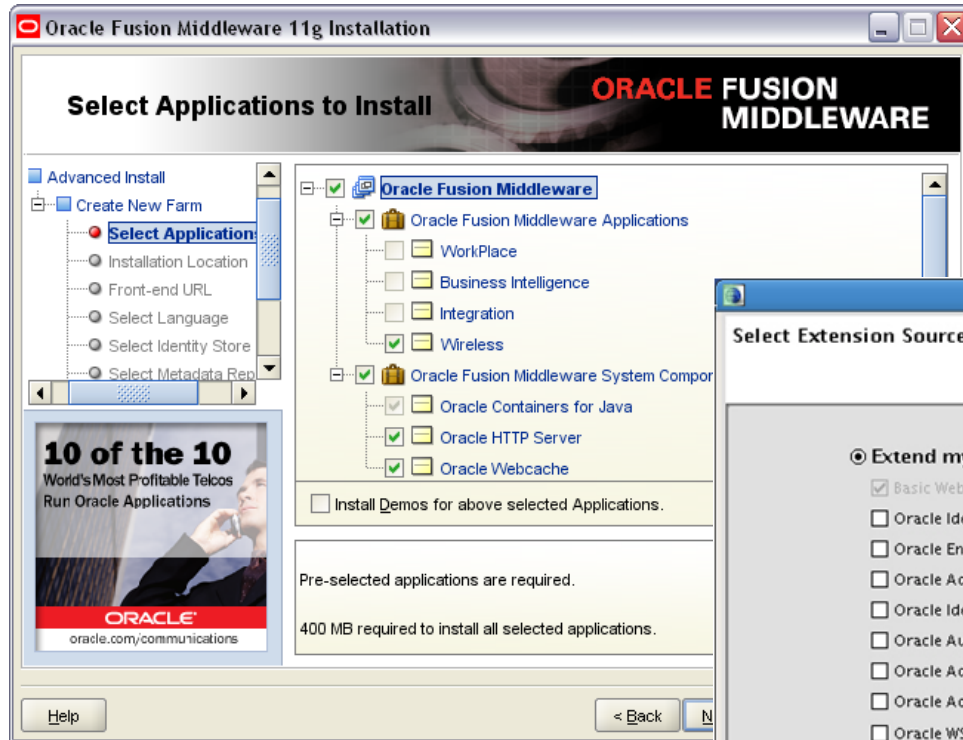 Oracle Fusion Middleware 11g Installation
Select Applications to Install
ORACLE FUSION MIDDLEWARE
Advanced Install
Create New Farm
Select Application
Installation Location
Front-end URL
Select Language
Select Identity Store
Select Metadata Rep
10 of the 10
World's Most Profitable Telcos
Run Oracle Applications
ORACLE
oracle.com/communications
Oracle Fusion Middleware
Oracle Fusion Middleware Applications
WorkPlace
Business Intelligence
Integration
Wireless
Oracle Fusion Middleware System Compor
Oracle Containers for Java
Oracle HTTP Server
Oracle Webcache
Install Demos for above selected Applications.
Pre-selected applications are required.
400 MB required to install all selected applications.
Help
< Back
N
Select Extension Source
Extend my
Basic Web
Oracle Ide
Oracle En
Oracle Ac
Oracle Ide
Oracle Au
Oracle Ac
Oracle Ac
Oracle WS